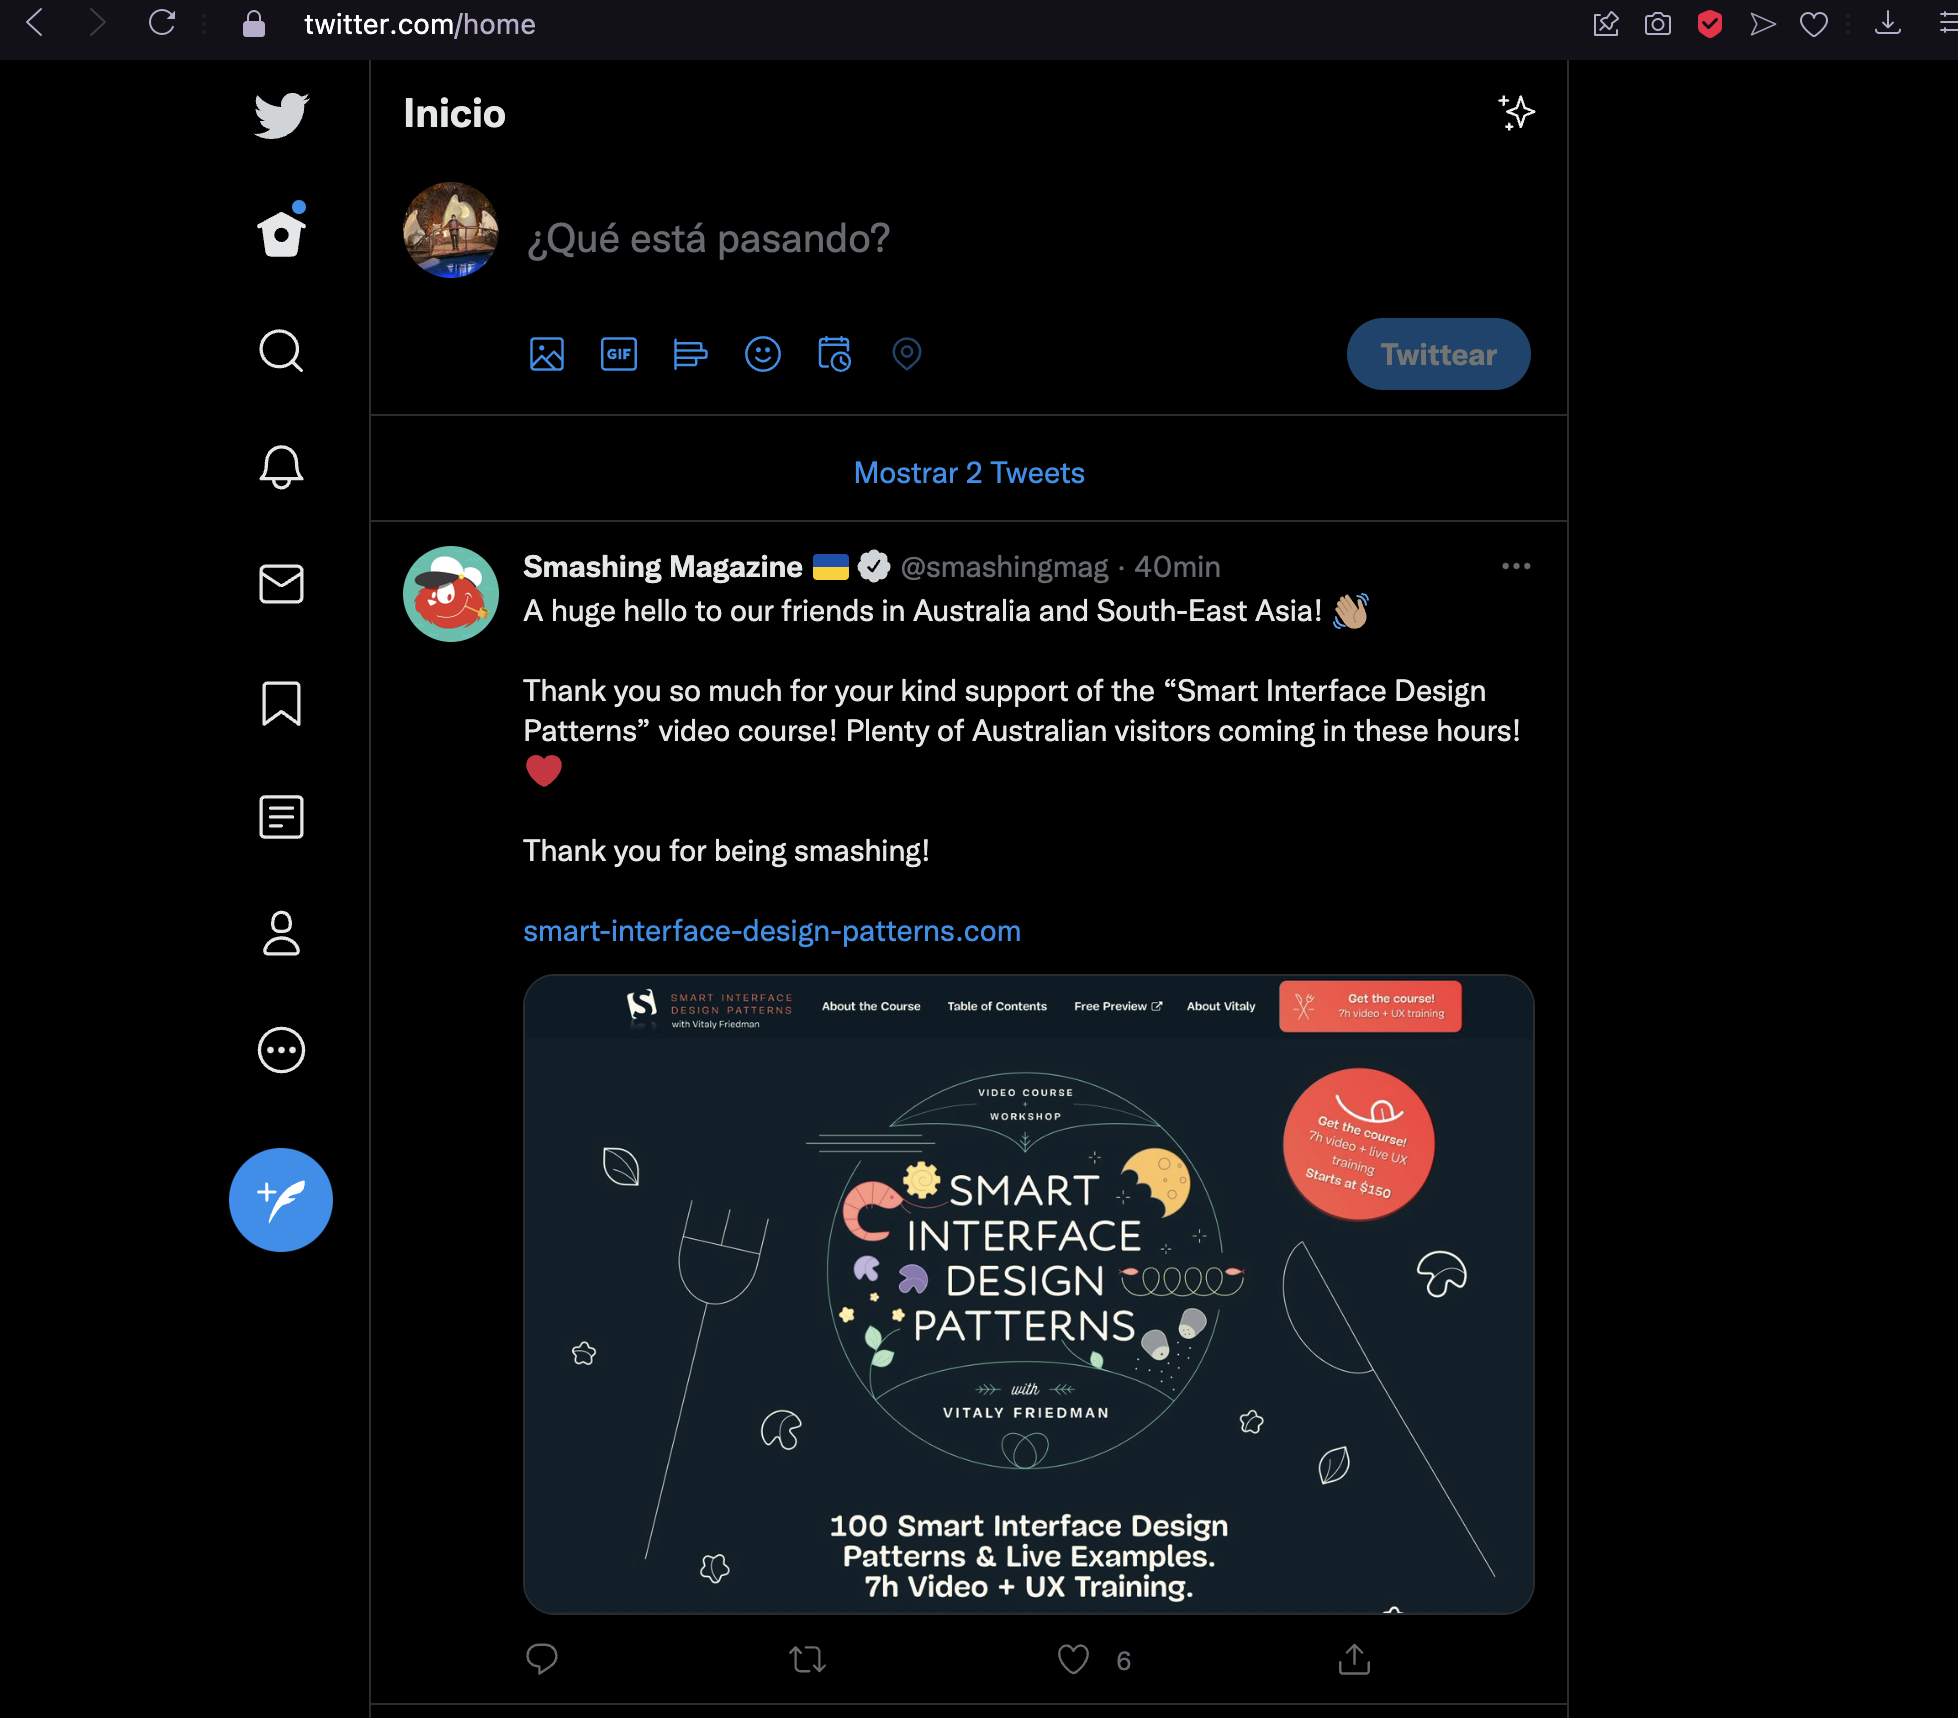 twitter.com/home
Inicio
¿Qué está pasando?
GIF
Twittear
Mostrar 2 Tweets
Smashing Magazine 🇺🇦 @smashingmag · 40min
A huge hello to our friends in Australia and South-East Asia! 👋🏼
Thank you so much for your kind support of the “Smart Interface Design
Patterns” video course! Plenty of Australian visitors coming in these hours!
❤️
Thank you for being smashing!
smart-interface-design-patterns.com
SMART INTERFACE
DESIGN PATTERNS
with Vitaly Friedman
About the Course
Table of Contents
Free Preview
About Vitaly
Get the course!
7h video + UX training
VIDEO COURSE
+
WORKSHOP
Get the course!
7h video + live UX
training
Starts at $150
SMART
INTERFACE
DESIGN
PATTERNS
with
VITALY FRIEDMAN
100 Smart Interface Design
Patterns & Live Examples.
7h Video + UX Training.
6